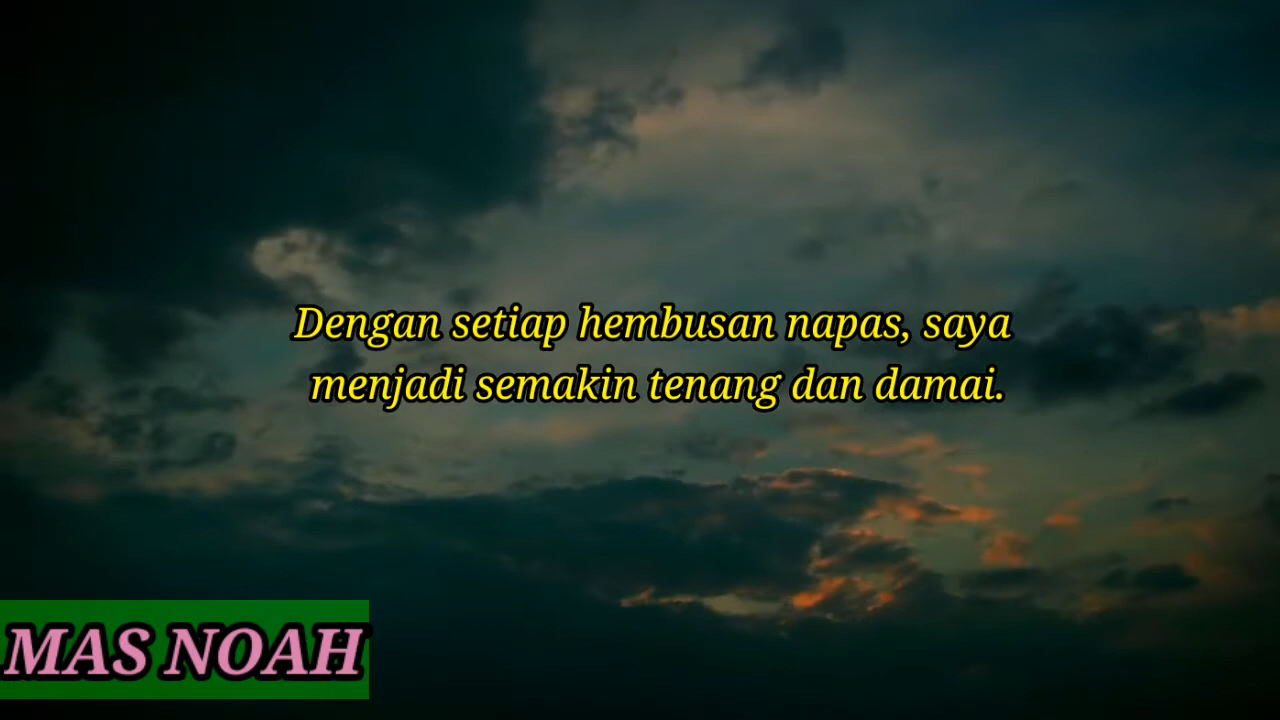 Dengan setiap hembusan napas, saya
menjadi semakin tenang dan damai.
MAS NOAH